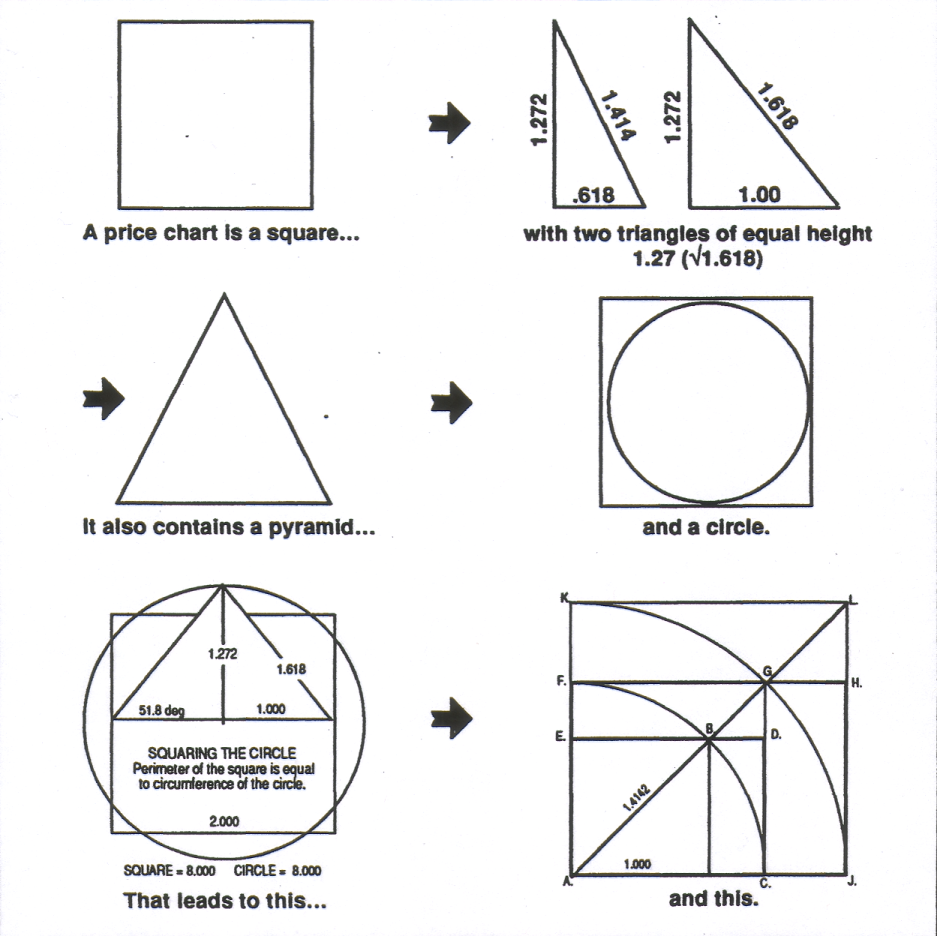 1.272
1.414
.618
1.272
1.618
1.00
A price chart is a square...
with two triangles of equal height
1.27 (√1.618)
It also contains a pyramid...
and a circle.
1.272
1.618
51.8 deg
1.000
SQUARING THE CIRCLE
Perimeter of the square is equal
to circumference of the circle.
2.000
SQUARE = 8.000 CIRCLE = 8.000
That leads to this...
K.
L.
F.
G
H.
E.
B.
D.
1.4142
1.000
A.
C.
J.
and this.